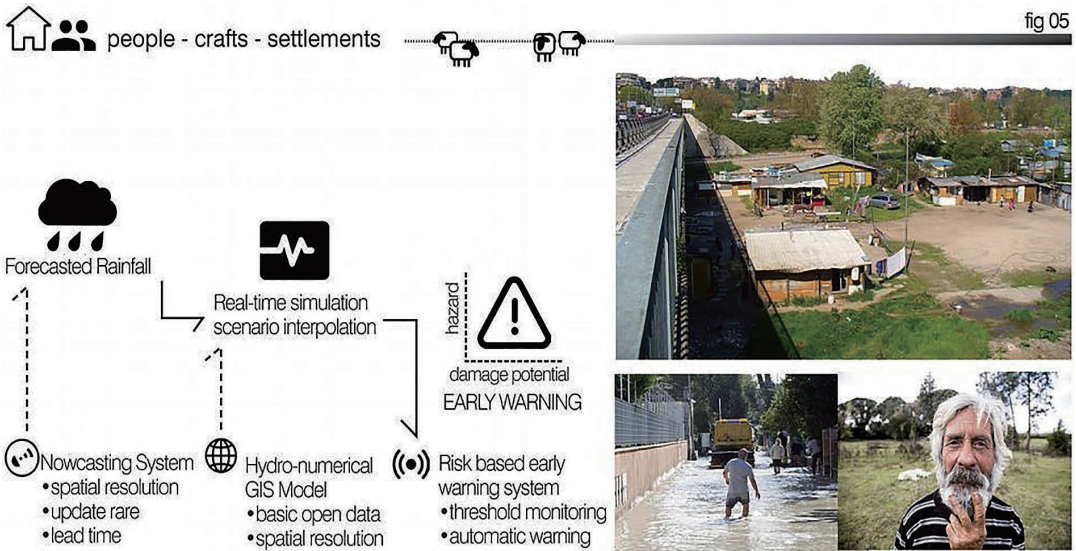 people - crafts - settlements
fig 05
Forecasted Rainfall
Real-time simulation
scenario interpolation
hazard
damage potential
EARLY WARNING
Nowcasting System
•spatial resolution
•update rare
•lead time
Hydro-numerical
GIS Model
•basic open data
•spatial resolution
Risk based early
warning system
•threshold monitoring
•automatic warning